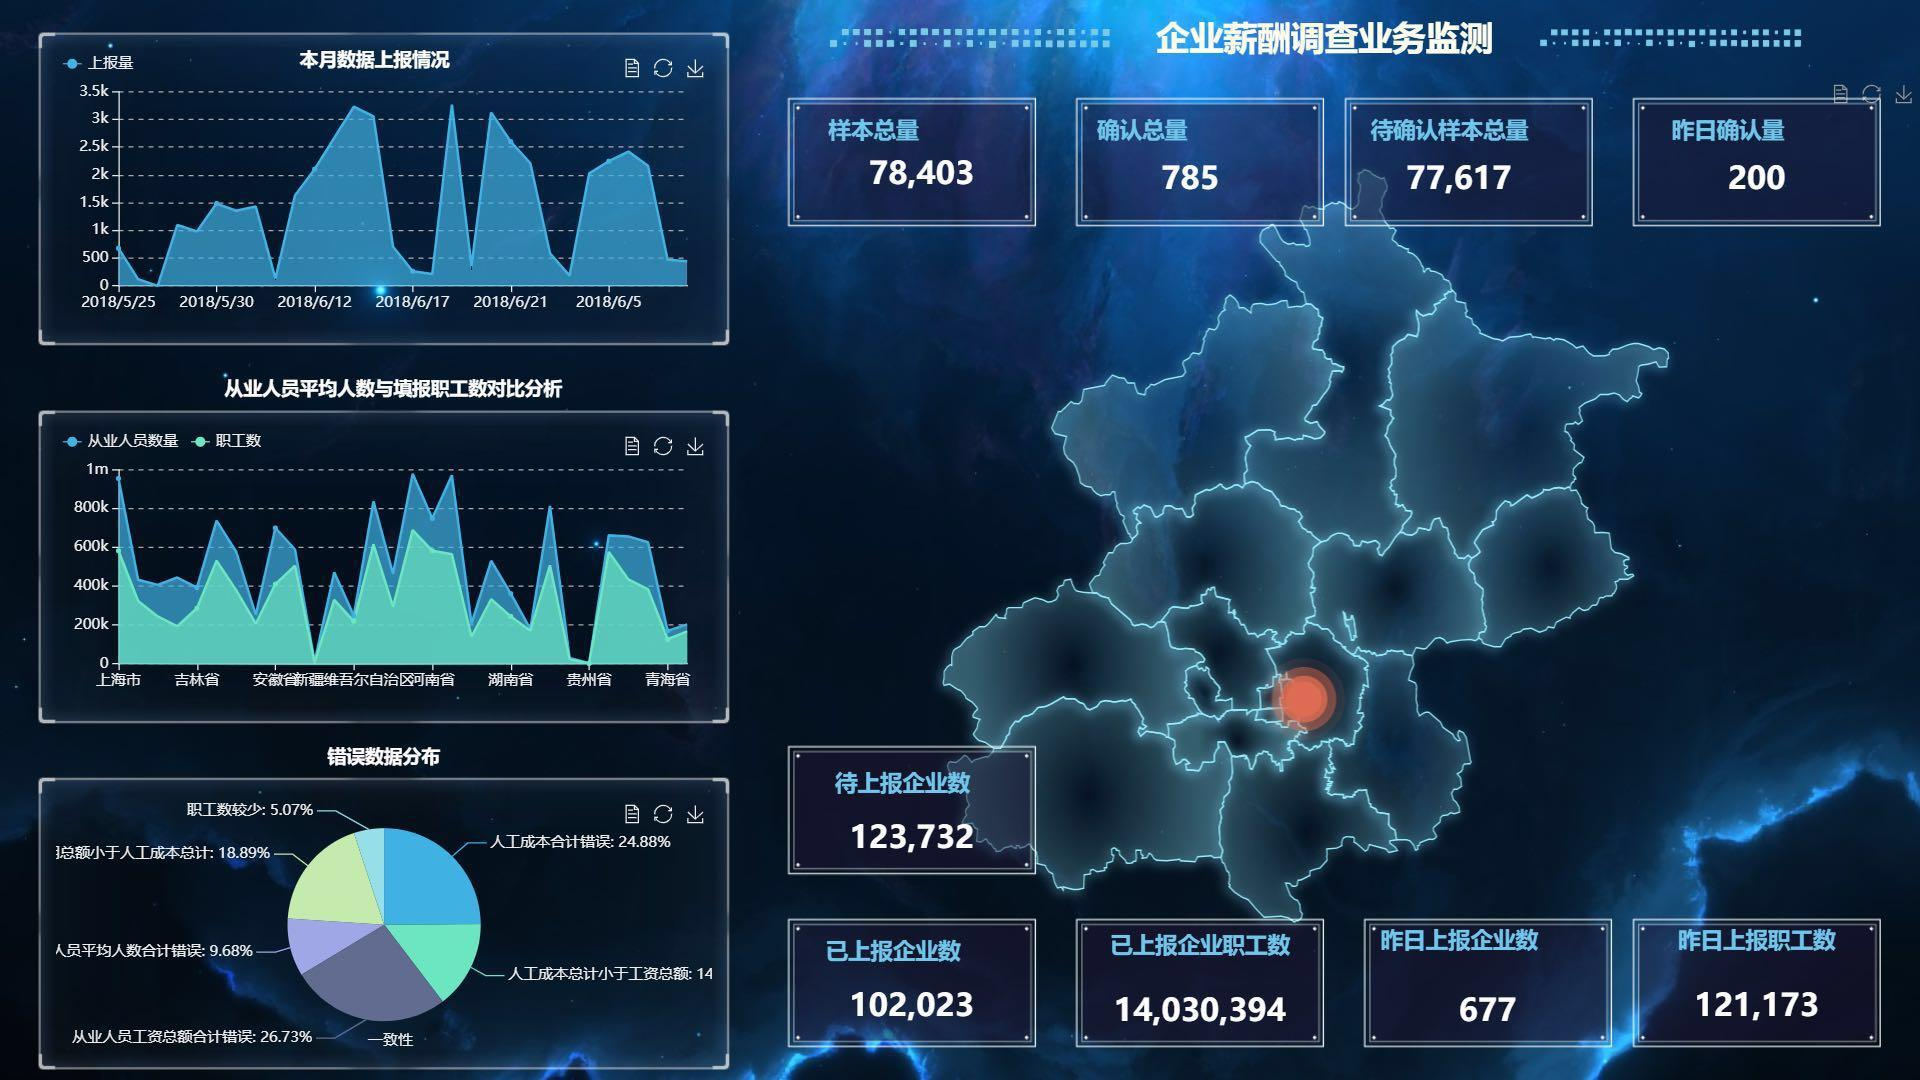 企业薪酬调查业务监测
本月数据上报情况
上报量
3.5k
3k
2.5k
2k
1.5k
1k
500
0
2018/5/25 2018/5/30 2018/6/12 2018/6/17 2018/6/21 2018/6/5
样本总量
78,403
确认总量
785
待确认样本总量
77,617
昨日确认量
200
从业人员平均人数与填报职工数对比分析
从业人员数量 职工数
1m
800k
600k
400k
200k
0
上海市 吉林省 安徽省 新疆维吾尔自治区 河南省 湖南省 贵州省 青海省
错误数据分布
职工数较少: 5.07%
人工成本合计错误: 24.88%
总额小于人工成本总计: 18.89%
人员平均人数合计错误: 9.68%
人工成本总计小于工资总额: 14
从业人员工资总额合计错误: 26.73%
一致性
待上报企业数
123,732
已上报企业数
102,023
已上报企业职工数
14,030,394
昨日上报企业数
677
昨日上报职工数
121,173